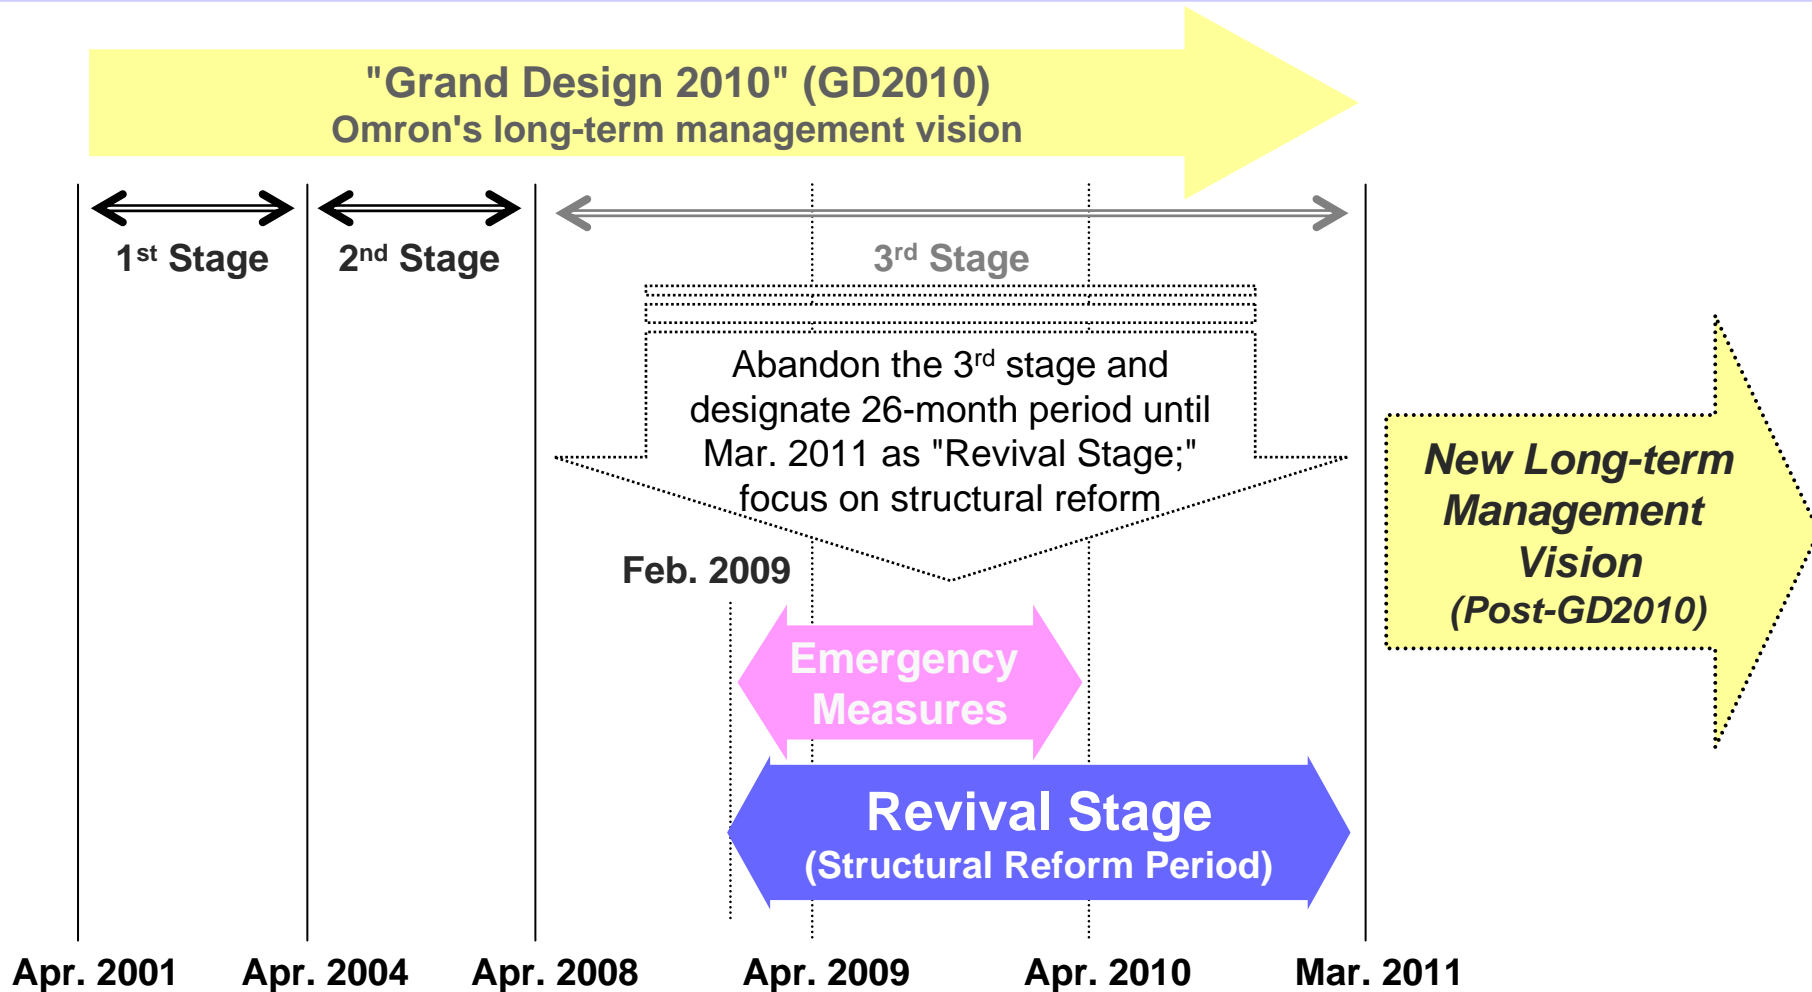 "Grand Design 2010" (GD2010)
Omron's long-term management vision
1st Stage
2nd Stage
3rd Stage
Abandon the 3rd stage and
designate 26-month period until
Mar. 2011 as "Revival Stage;"
focus on structural reform
New Long-term
Management
Vision
(Post-GD2010)
Feb. 2009
Emergency
Measures
Revival Stage
(Structural Reform Period)
Apr. 2001
Apr. 2004
Apr. 2008
Apr. 2009
Apr. 2010
Mar. 2011